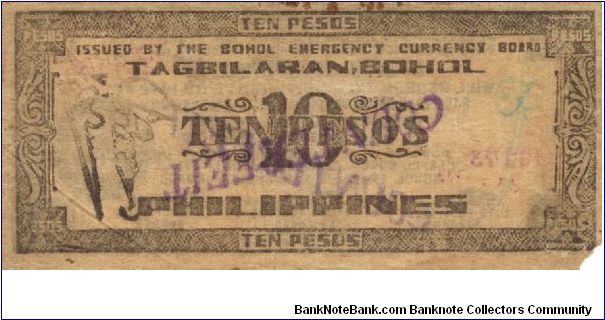 TEN PESOS
PESOS PESOS
ISSUED BY THE BOHOL EMERGENCY CURRENCY BOARD
TAGBILARAN, BOHOL
10
TEN PESOS
COUNTERFEIT
PHILIPPINES
TEN PESOS
BankNoteBank.com Banknote Collectors Community